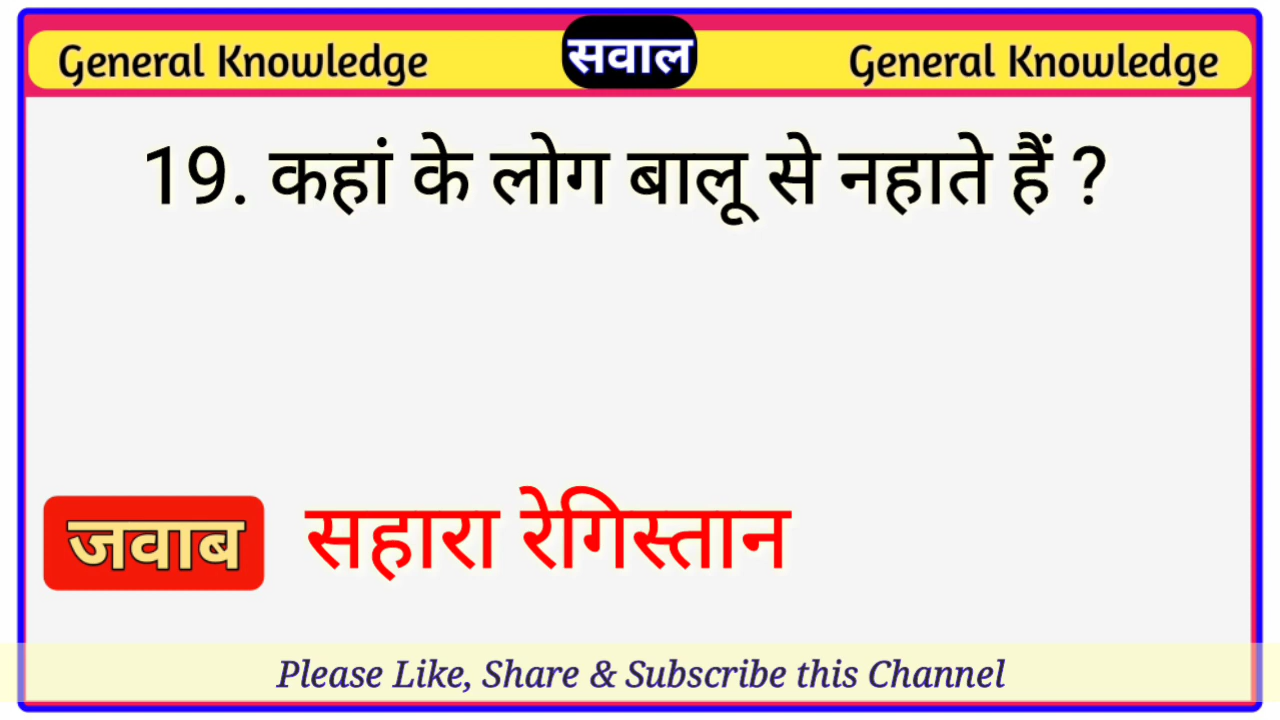 General Knowledge सवाल General Knowledge
19. कहां के लोग बालू से नहाते हैं ?
जवाब सहारा रेगिस्तान
Please Like, Share & Subscribe this Channel